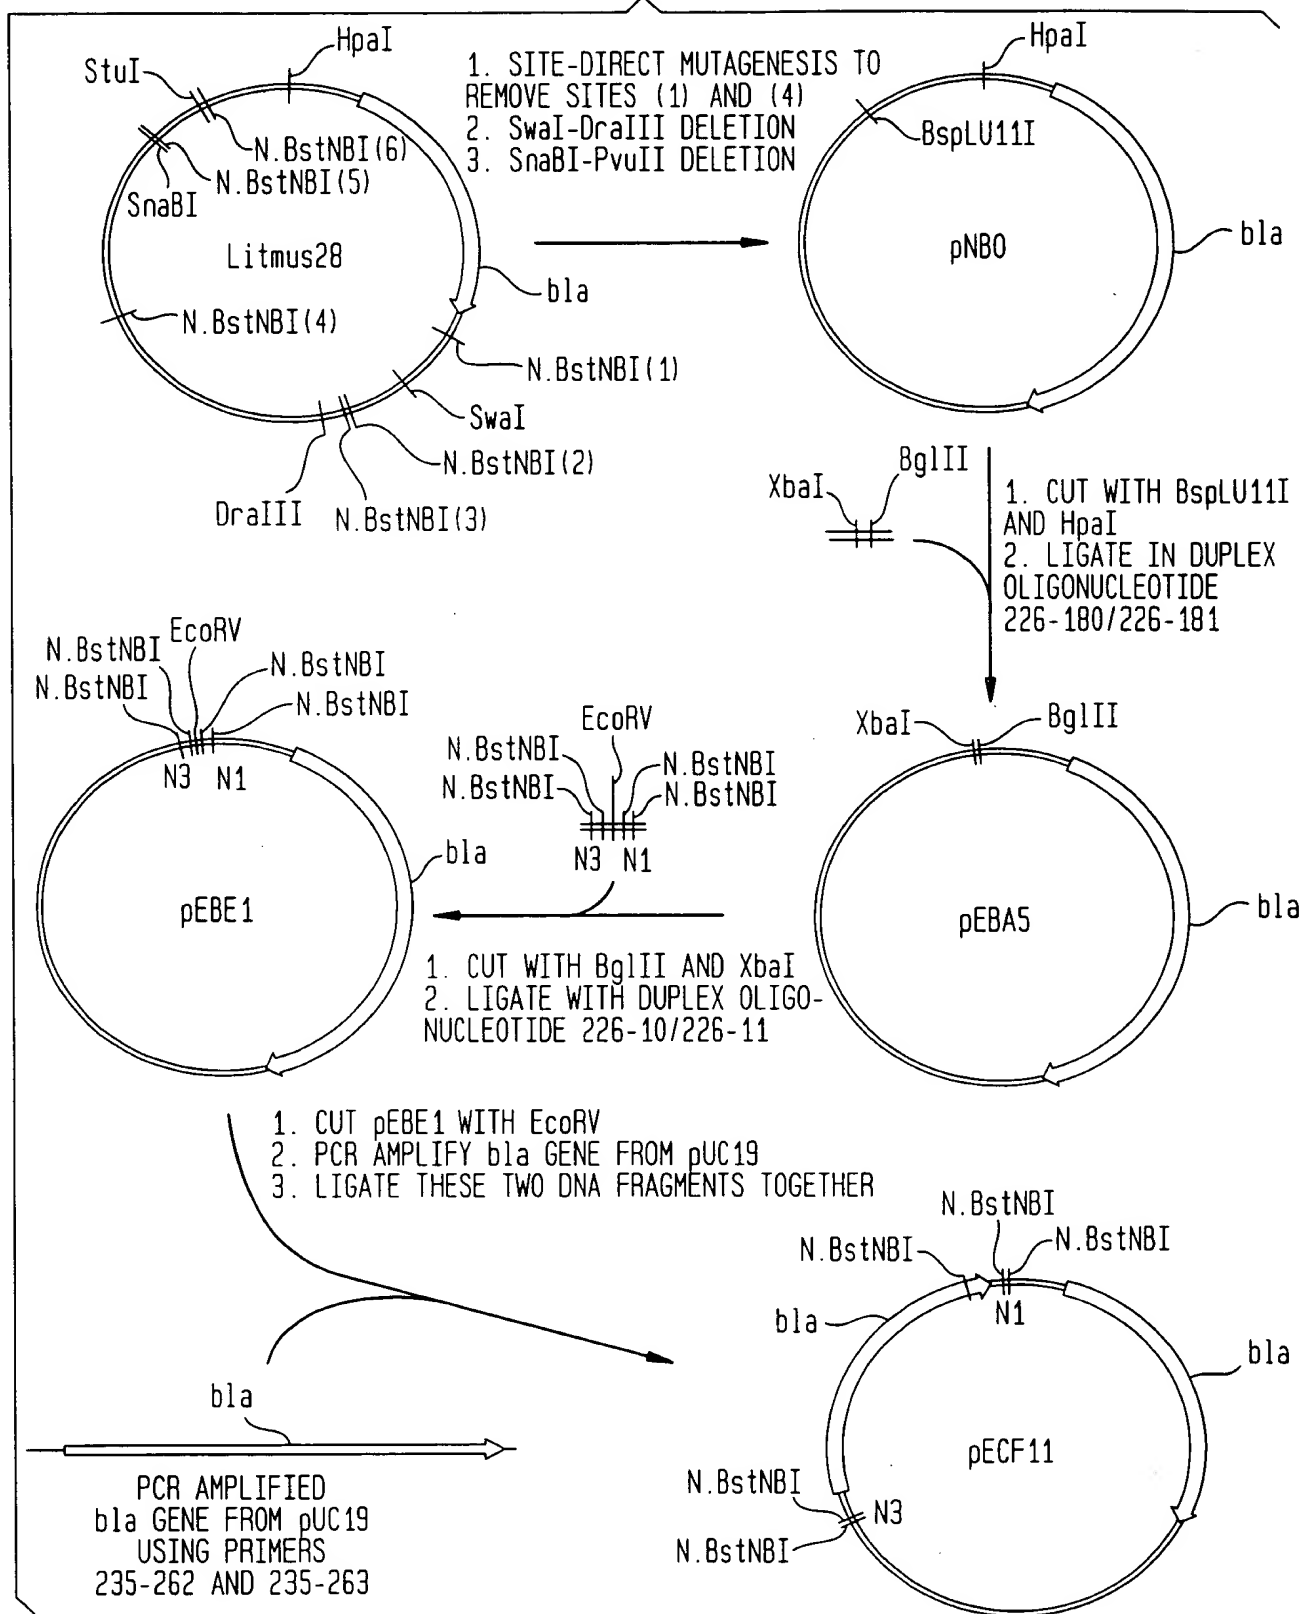 HpaI
StuI
N.BstNBI(6)
N.BstNBI(5)
SnaBI
Litmus28
bla
N.BstNBI(4)
N.BstNBI(1)
SwaI
N.BstNBI(2)
DraIII
N.BstNBI(3)
1. SITE-DIRECT MUTAGENESIS TO
REMOVE SITES (1) AND (4)
2. SwaI-DraIII DELETION
3. SnaBI-PvuII DELETION
HpaI
BspLU11I
pNB0
bla
XbaI
BglII
1. CUT WITH BspLU11I
AND HpaI
2. LIGATE IN DUPLEX
OLIGONUCLEOTIDE
226-180/226-181
XbaI
BglII
pEBA5
bla
EcoRV
N.BstNBI
N.BstNBI
N.BstNBI
N.BstNBI
N3 N1
1. CUT WITH BglII AND XbaI
2. LIGATE WITH DUPLEX OLIGO-
NUCLEOTIDE 226-10/226-11
EcoRV
N.BstNBI
N.BstNBI
N.BstNBI
N.BstNBI
N3 N1
bla
pEBE1
1. CUT pEBE1 WITH EcoRV
2. PCR AMPLIFY bla GENE FROM pUC19
3. LIGATE THESE TWO DNA FRAGMENTS TOGETHER
bla
PCR AMPLIFIED
bla GENE FROM pUC19
USING PRIMERS
235-262 AND 235-263
N.BstNBI
N.BstNBI
N.BstNBI
N1
bla
bla
pECF11
N.BstNBI
N3
N.BstNBI